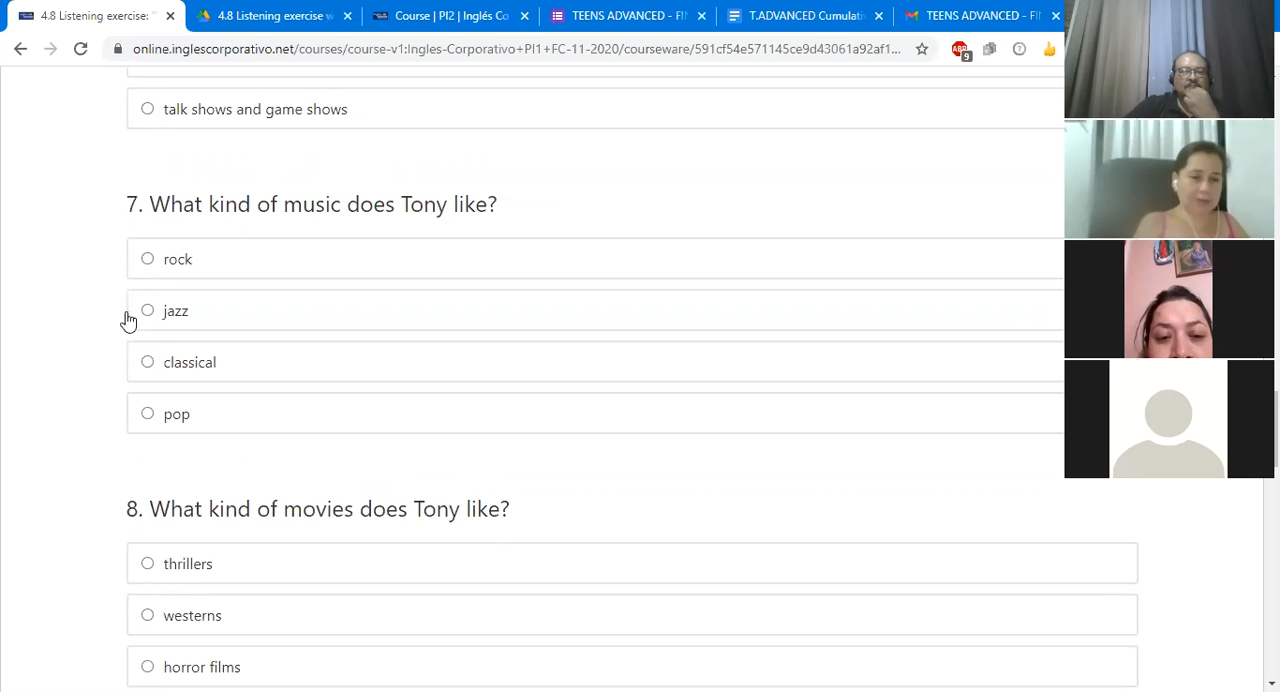 4.8 Listening exercise: "
4.8 Listening exercise w
Course | PI2 | Inglés Co
TEENS ADVANCED - FI
T.ADVANCED Cumulati
TEENS ADVANCED - FI
online.inglescorporativo.net/courses/course-v1:Ingles-Corporativo+PI1+FC-11-2020/courseware/591cf54e571145ce9d43061a92af1...
ABP
9
talk shows and game shows
7. What kind of music does Tony like?
rock
jazz
classical
pop
8. What kind of movies does Tony like?
thrillers
westerns
horror films